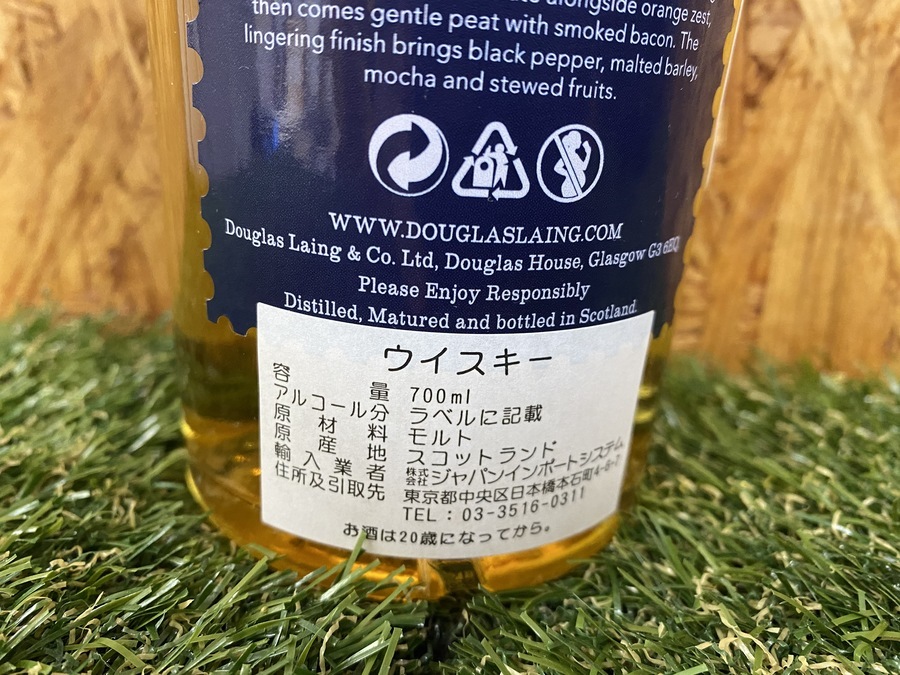 alongside orange zest,
then comes gentle peat with smoked bacon. The
lingering finish brings black pepper, malted barley,
mocha and stewed fruits.
WWW.DOUGLASLAING.COM
Douglas Laing & Co. Ltd, Douglas House, Glasgow G3 6EQ.
Please Enjoy Responsibly
Distilled, Matured and bottled in Scotland.
ウイスキー
容量 700ml
アルコール分 ラベルに記載
原材料 モルト
原産地 スコットランド
輸入業者 株式会社ジャパンインポートシステム
住所及引取先 東京都中央区日本橋本石町4-6-7
TEL : 03-3516-0311
お酒は20歳になってから。